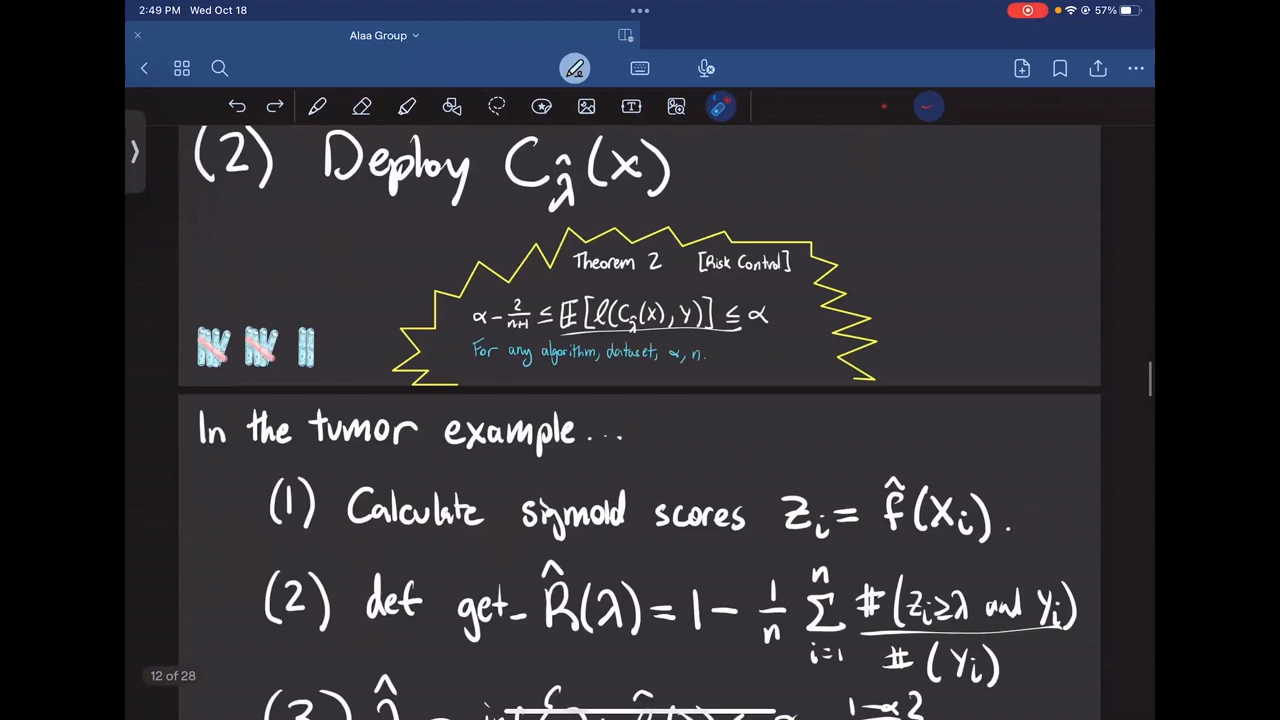 2:49 PM Wed Oct 18
57%
Alaa Group
(2) Deploy C_λ̂(x)
Theorem 2 [Risk Control]
α - 2/(n+1) ≤ E[l(C_λ̂(X), Y)] ≤ α
For any algorithm, dataset, α, n.
In the tumor example...
(1) Calculate sigmoid scores Z_i = f̂(X_i).
(2) def get_R̂(λ) = 1 - 1/n Σ_{i=1}^n #(Z_i ≥ λ and Y_i) / #(Y_i)
12 of 28
(3) λ̂